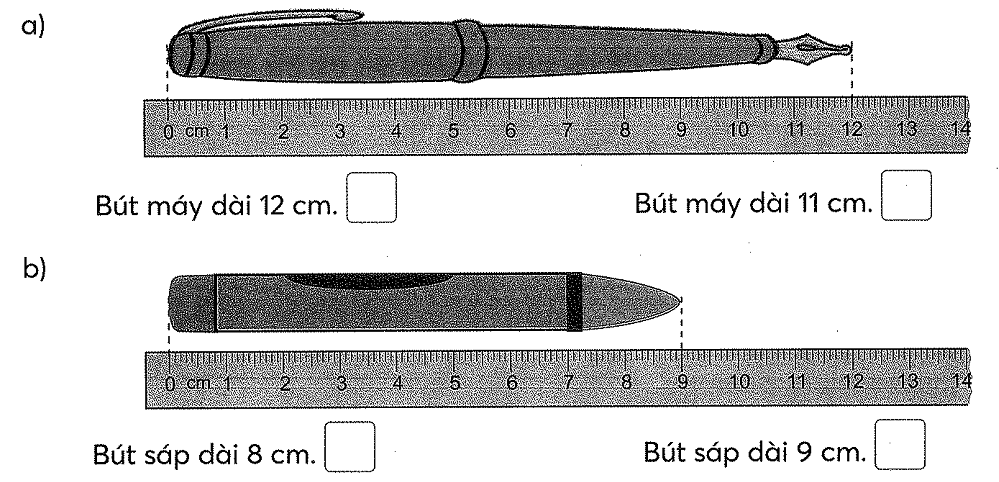 a)
0 cm 1 2 3 4 5 6 7 8 9 10 11 12 13 14
Bút máy dài 12 cm.
Bút máy dài 11 cm.
b)
0 cm 1 2 3 4 5 6 7 8 9 10 11 12 13 14
Bút sáp dài 8 cm.
Bút sáp dài 9 cm.